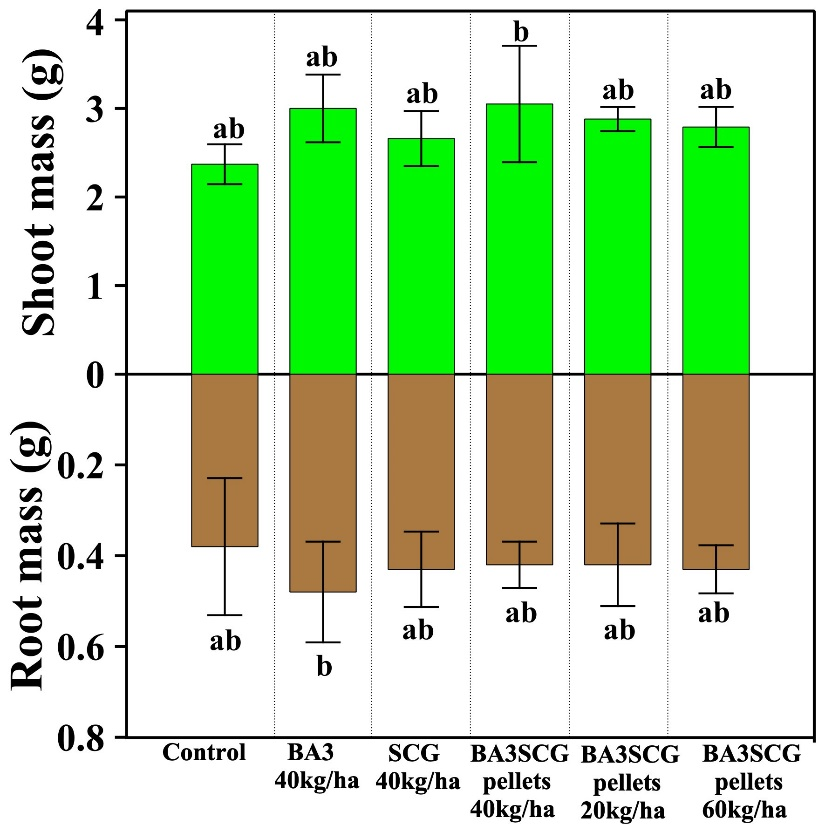 Shoot mass (g)
4
3
2
1
0
ab
ab
ab
b
ab
ab
Root mass (g)
0.2
0.4
0.6
0.8
ab
b
ab
ab
ab
ab
Control
BA3
40kg/ha
SCG
40kg/ha
BA3SCG
pellets
40kg/ha
BA3SCG
pellets
20kg/ha
BA3SCG
pellets
60kg/ha